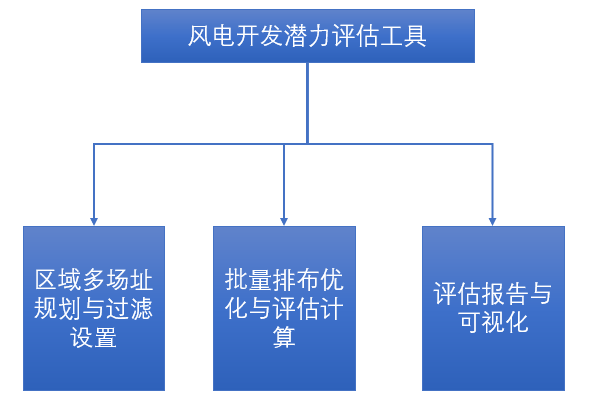 风电开发潜力评估工具
区域多场址
规划与过滤
设置
批量排布优
化与评估计
算
评估报告与
可视化